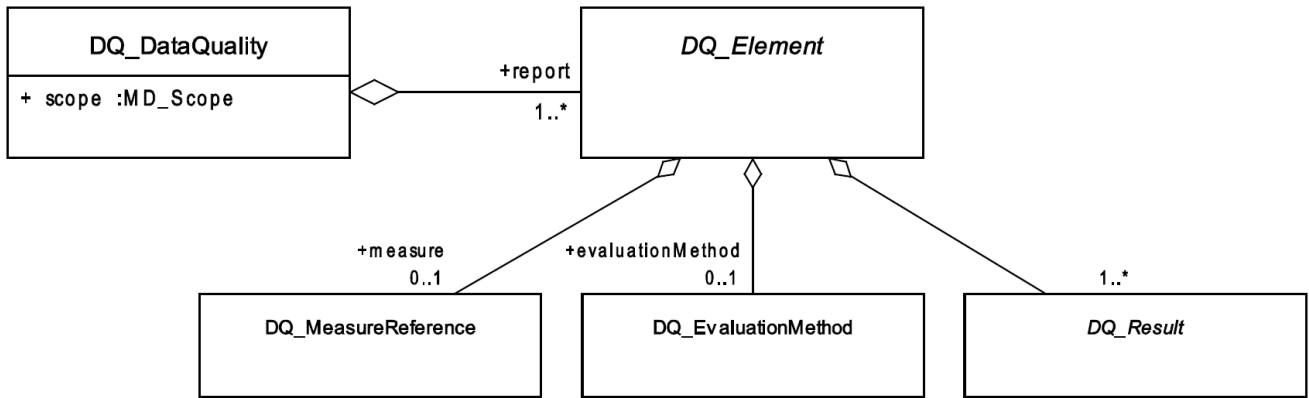 DQ_DataQuality
+ scope :MD_Scope
+report
1..*
DQ_Element
+measure
0..1
+evaluationMethod
0..1
1..*
DQ_MeasureReference
DQ_EvaluationMethod
DQ_Result